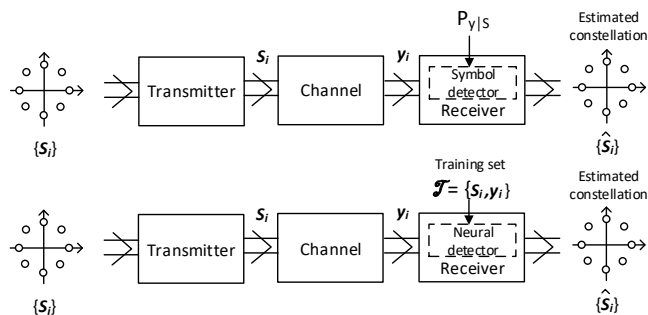 P_{y|S}
Estimated
constellation
S_i
y_i
Transmitter
Channel
Symbol
detector
Receiver
{S_i}
{Ŝ_i}
Training set
𝒯 = {S_i,y_i}
Estimated
constellation
S_i
y_i
Transmitter
Channel
Neural
detector
Receiver
{S_i}
{Ŝ_i}